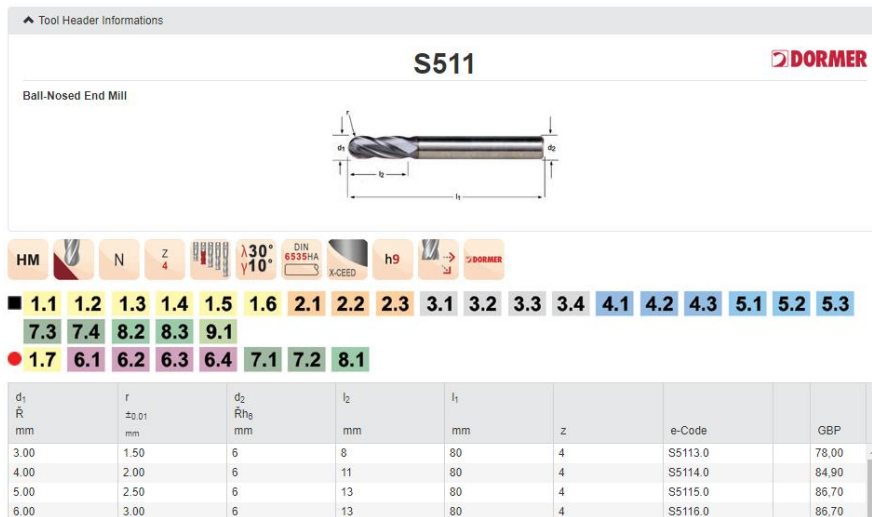 Tool Header Informations
S511
DORMER
Ball-Nosed End Mill
r
d1 d2
l2
l1
HM N Z 4 λ30° γ10° DIN 6535HA X-CEED h9 DORMER
1.1 1.2 1.3 1.4 1.5 1.6 2.1 2.2 2.3 3.1 3.2 3.3 3.4 4.1 4.2 4.3 5.1 5.2 5.3
7.3 7.4 8.2 8.3 9.1
1.7 6.1 6.2 6.3 6.4 7.1 7.2 8.1
d1 r d2 l2 l1
Ř ±0.01 Řh6
mm mm mm mm mm z e-Code GBP
3.00 1.50 6 8 80 4 S5113.0 78,00
4.00 2.00 6 11 80 4 S5114.0 84,90
5.00 2.50 6 13 80 4 S5115.0 86,70
6.00 3.00 6 13 80 4 S5116.0 86,70